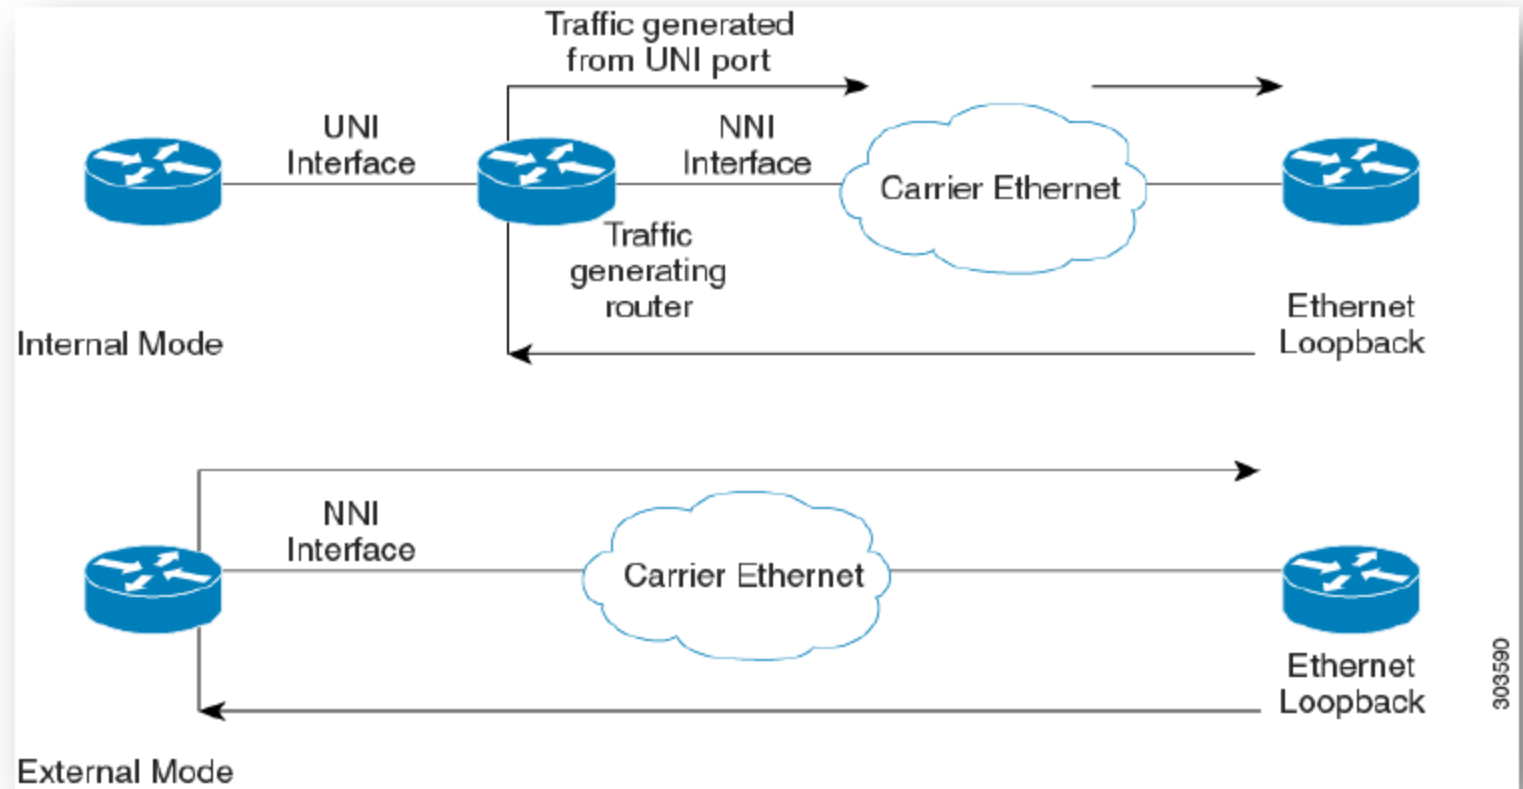 Traffic generated
from UNI port
UNI
Interface
NNI
Interface
Carrier Ethernet
Traffic
generating
router
Ethernet
Loopback
Internal Mode
NNI
Interface
Carrier Ethernet
Ethernet
Loopback
303590
External Mode